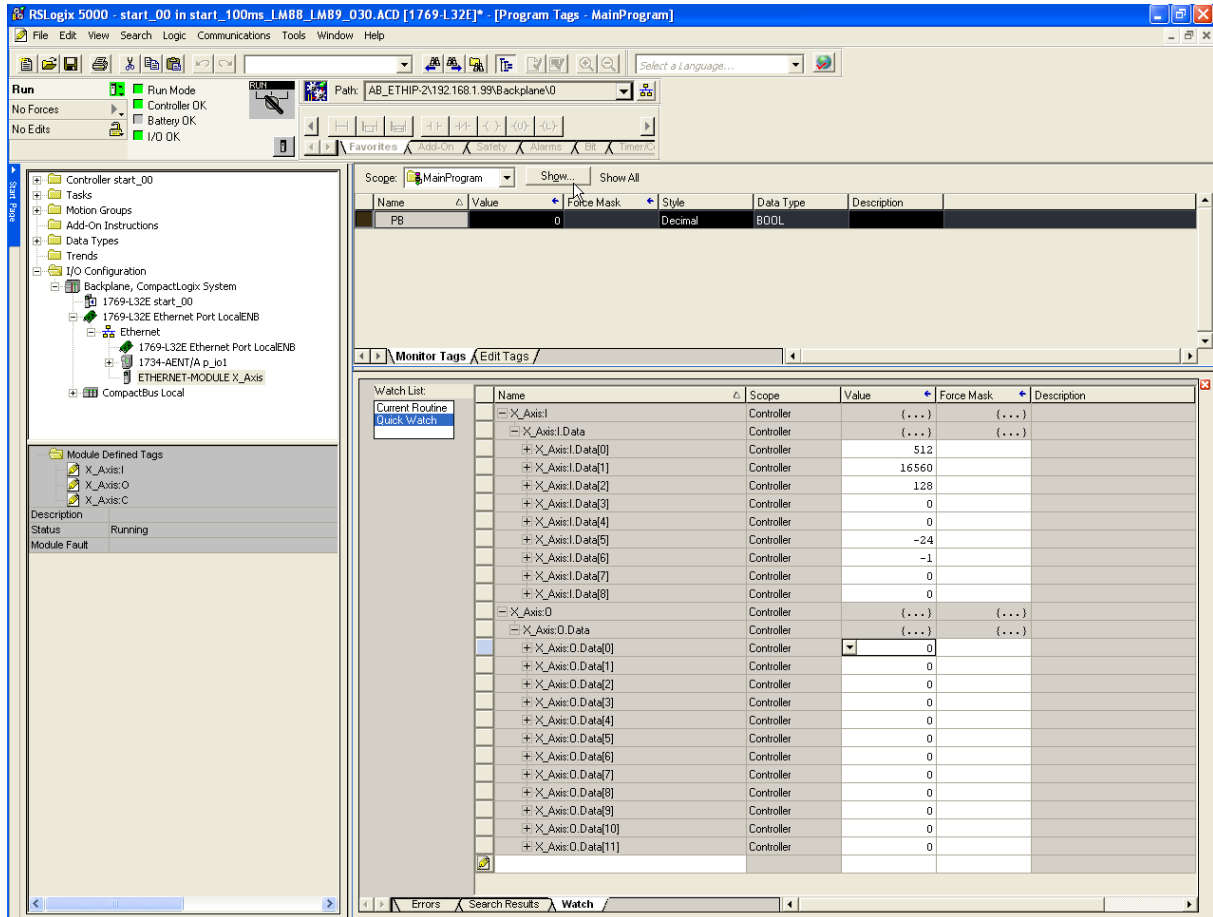 RSLogix 5000 - start_00 in start_100ms_LM88_LM89_030.ACD [1769-L32E]* - [Program Tags - MainProgram]
File Edit View Search Logic Communications Tools Window Help
Select a Language...
Run
Run Mode
RUN
Path: AB_ETHIP-2\192.168.1.99\Backplane\0
No Forces
Controller OK
Battery OK
No Edits
I/O OK
Favorites Add-On Safety Alarms Bit Timer/C
Start Page
Controller start_00
Tasks
Motion Groups
Add-On Instructions
Data Types
Trends
I/O Configuration
Backplane, CompactLogix System
1769-L32E start_00
1769-L32E Ethernet Port LocalENB
Ethernet
1769-L32E Ethernet Port LocalENB
1734-AENT/A p_io1
ETHERNET-MODULE X_Axis
CompactBus Local
Module Defined Tags
X_Axis:I
X_Axis:O
X_Axis:C
Description
Status Running
Module Fault
Scope: MainProgram Show... Show All
Name Value Force Mask Style Data Type Description
PB 0 Decimal BOOL
Monitor Tags Edit Tags
Watch List:
Current Routine
Quick Watch
Name Scope Value Force Mask Description
X_Axis:I Controller {...} {...}
X_Axis:I.Data Controller {...} {...}
X_Axis:I.Data[0] Controller 512
X_Axis:I.Data[1] Controller 16560
X_Axis:I.Data[2] Controller 128
X_Axis:I.Data[3] Controller 0
X_Axis:I.Data[4] Controller 0
X_Axis:I.Data[5] Controller -24
X_Axis:I.Data[6] Controller -1
X_Axis:I.Data[7] Controller 0
X_Axis:I.Data[8] Controller 0
X_Axis:O Controller {...} {...}
X_Axis:O.Data Controller {...} {...}
X_Axis:O.Data[0] Controller 0
X_Axis:O.Data[1] Controller 0
X_Axis:O.Data[2] Controller 0
X_Axis:O.Data[3] Controller 0
X_Axis:O.Data[4] Controller 0
X_Axis:O.Data[5] Controller 0
X_Axis:O.Data[6] Controller 0
X_Axis:O.Data[7] Controller 0
X_Axis:O.Data[8] Controller 0
X_Axis:O.Data[9] Controller 0
X_Axis:O.Data[10] Controller 0
X_Axis:O.Data[11] Controller 0
Errors Search Results Watch